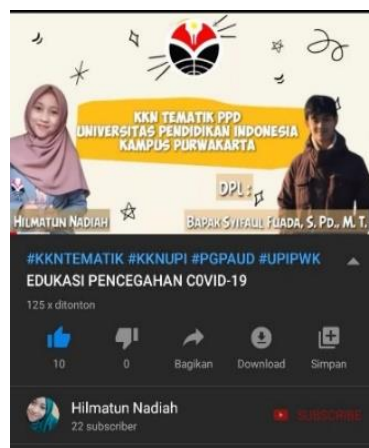 KKN TEMATIK PPD
UNIVERSITAS PENDIDIKAN INDONESIA
KAMPUS PURWAKARTA
DPL :
HILMATUN NADIAH
BAPAK SYIFAUL FUADA, S. PD., M. T.
#KKNTEMATIK #KKNUPI #PGPAUD #UPIPWK
EDUKASI PENCEGAHAN C0VID-19
125 x ditonton
10
0
Bagikan
Download
Simpan
Hilmatun Nadiah
22 subscriber
SUBSCRIBE